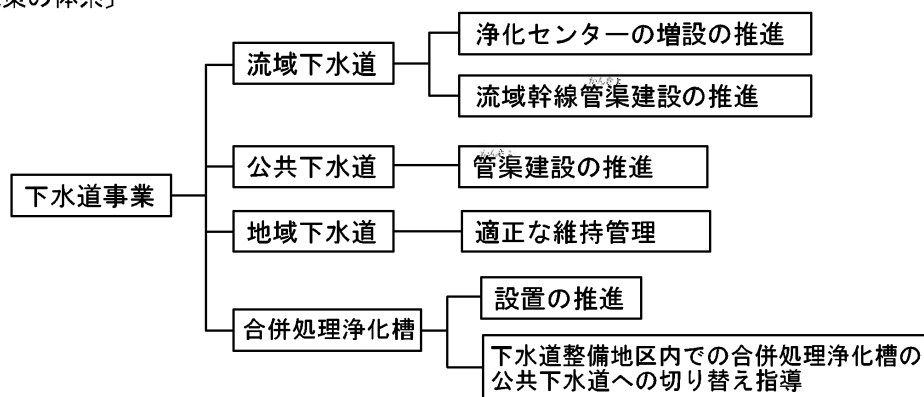 の体系」
下水道事業
流域下水道
浄化センターの増設の推進
流域幹線管渠建設の推進
公共下水道
管渠建設の推進
地域下水道
適正な維持管理
合併処理浄化槽
設置の推進
下水道整備地区内での合併処理浄化槽の
公共下水道への切り替え指導